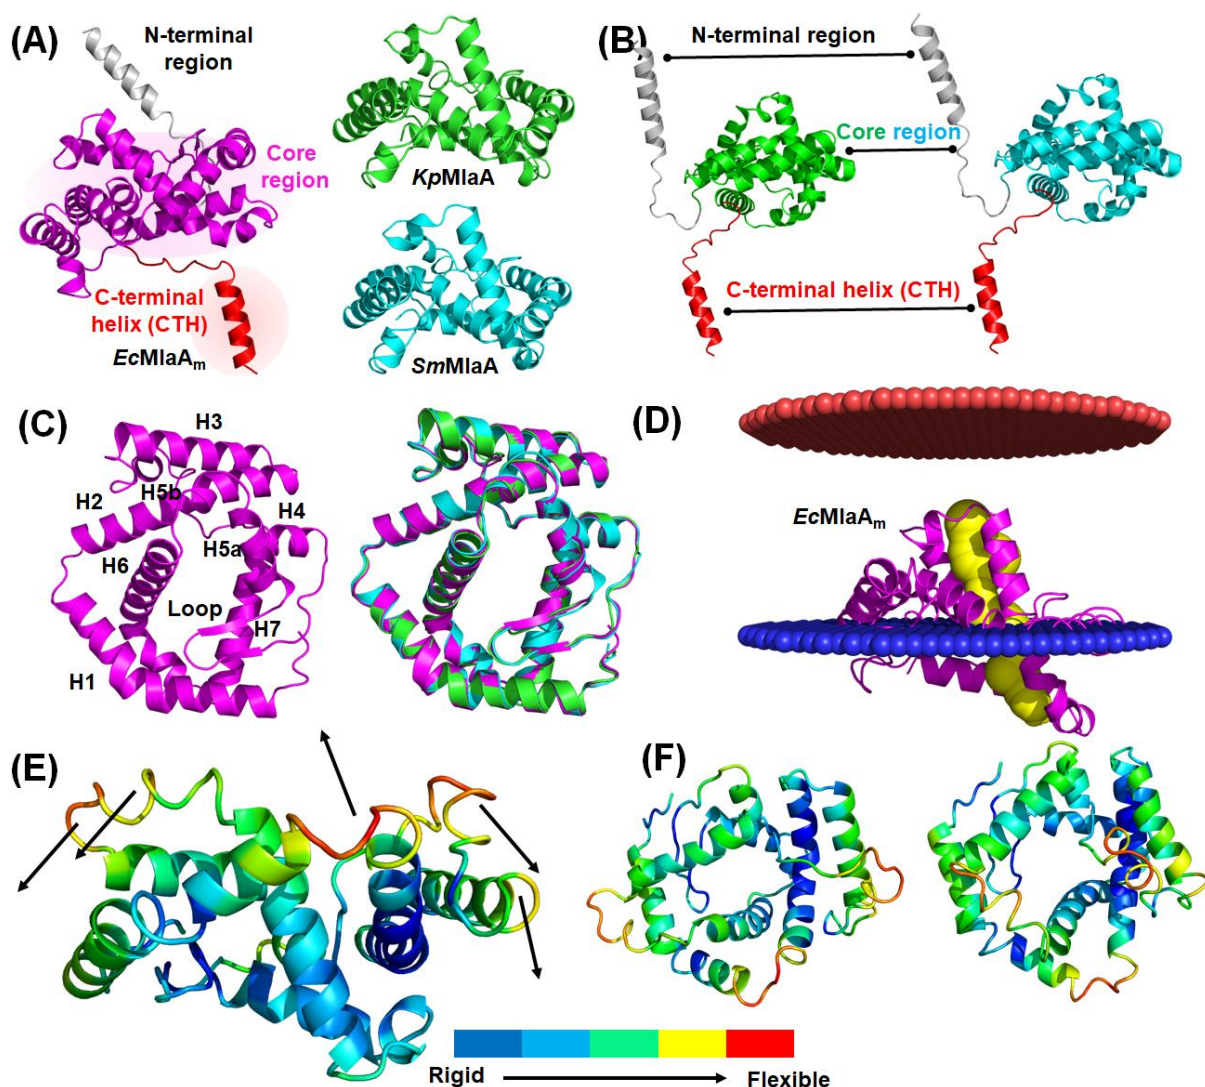 (A)
N-terminal
region
Core
region
C-terminal
helix (CTH)
EcMlaAm
KpMlaA
SmMlaA
(B)
N-terminal region
Core region
C-terminal helix (CTH)
(C)
H3
H5b
H2
H4
H5a
H6
Loop
H7
H1
(D)
EcMlaAm
(E)
(F)
Rigid
Flexible